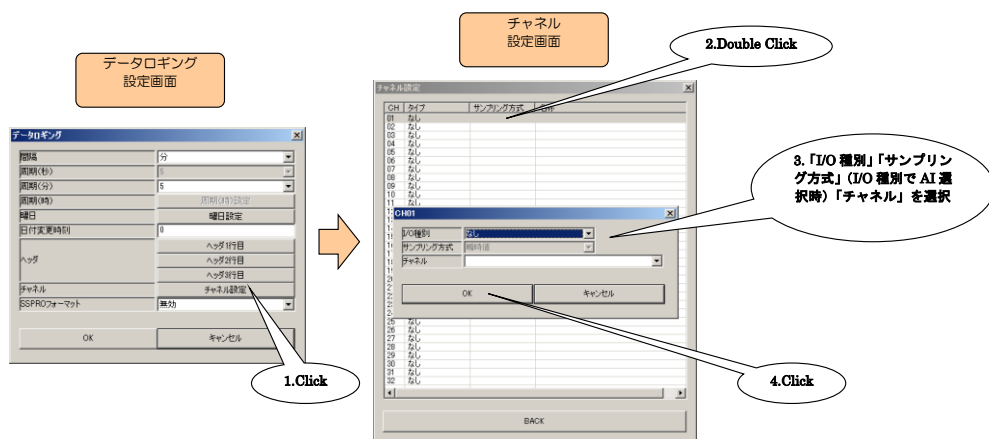 チャネル
設定画面
2.Double Click
データロギング
設定画面
データロギング
間隔 分
周期(秒) 5
周期(分) 5
周期(時) 周期(時)設定
曜日 曜日設定
日付変更時刻 0
ヘッダ
ヘッダ1行目
ヘッダ2行目
ヘッダ3行目
チャネル チャネル設定
SSPROフォーマット 無効
OK キャンセル
1.Click
チャネル設定
CH タイプ サンプリング方式
01 なし
02 なし
03 なし
04 なし
05 なし
06 なし
07 なし
08 なし
09 なし
10 なし
11 なし
CH01
I/O種別 なし
サンプリング方式 瞬時値
チャネル
OK キャンセル
25 なし
26 なし
27 なし
28 なし
29 なし
30 なし
31 なし
32 なし
BACK
3.「I/O 種別」「サンプリン
グ方式」（I/O 種別で AI 選
択時）「チャネル」を選択
4.Click